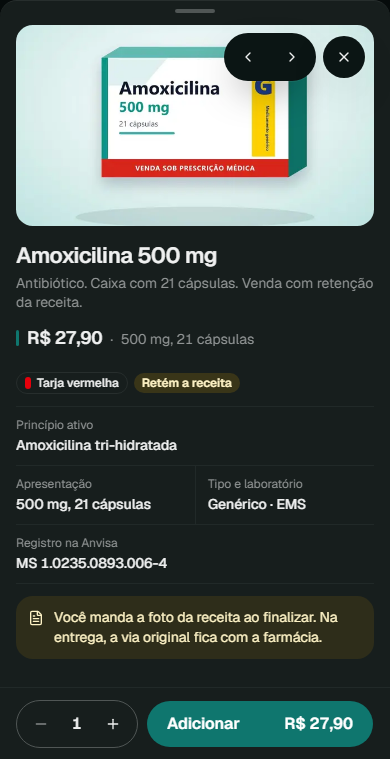 Amoxicilina
500 mg
21 cápsulas
G
Medicamento genérico
VENDA SOB PRESCRIÇÃO MÉDICA
Amoxicilina 500 mg
Antibiótico. Caixa com 21 cápsulas. Venda com retenção
da receita.
R$ 27,90 · 500 mg, 21 cápsulas
Tarja vermelha Retém a receita
Princípio ativo
Amoxicilina tri-hidratada
Apresentação
500 mg, 21 cápsulas
Tipo e laboratório
Genérico · EMS
Registro na Anvisa
MS 1.0235.0893.006-4
Você manda a foto da receita ao finalizar. Na
entrega, a via original fica com a farmácia.
1
Adicionar R$ 27,90